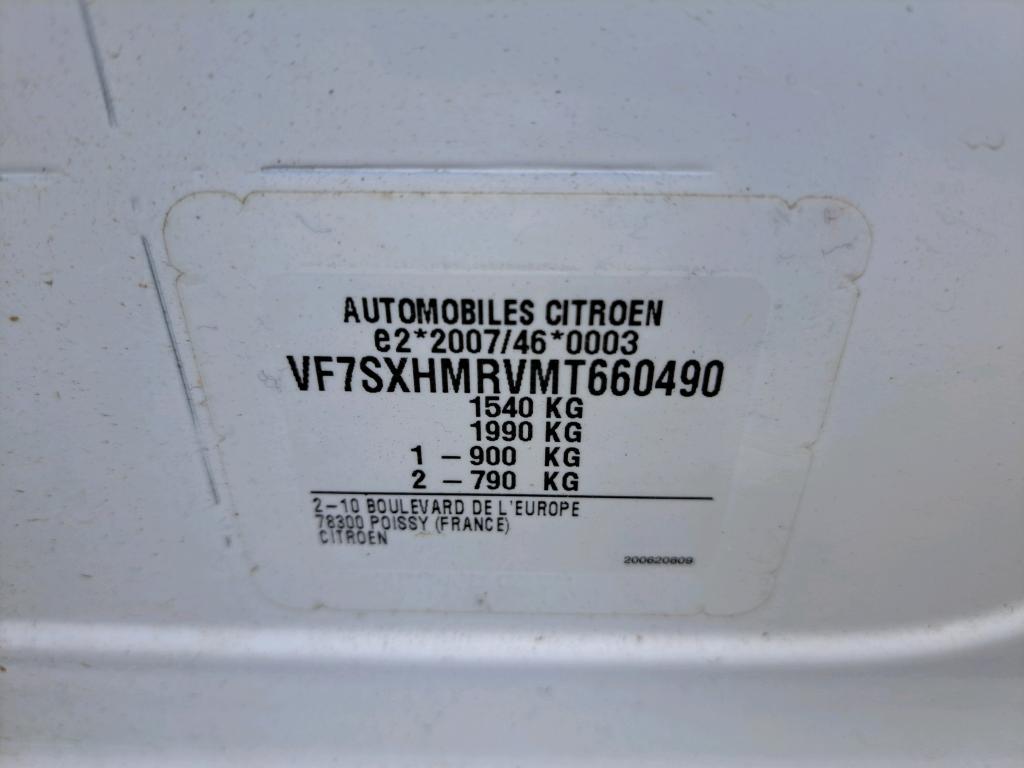 AUTOMOBILES CITROEN
e2*2007/46*0003
VF7SXHMRVMT660490
1540 KG
1990 KG
1 – 900 KG
2 – 790 KG
2–10 BOULEVARD DE L'EUROPE
78300 POISSY (FRANCE)
CITROEN
200620809